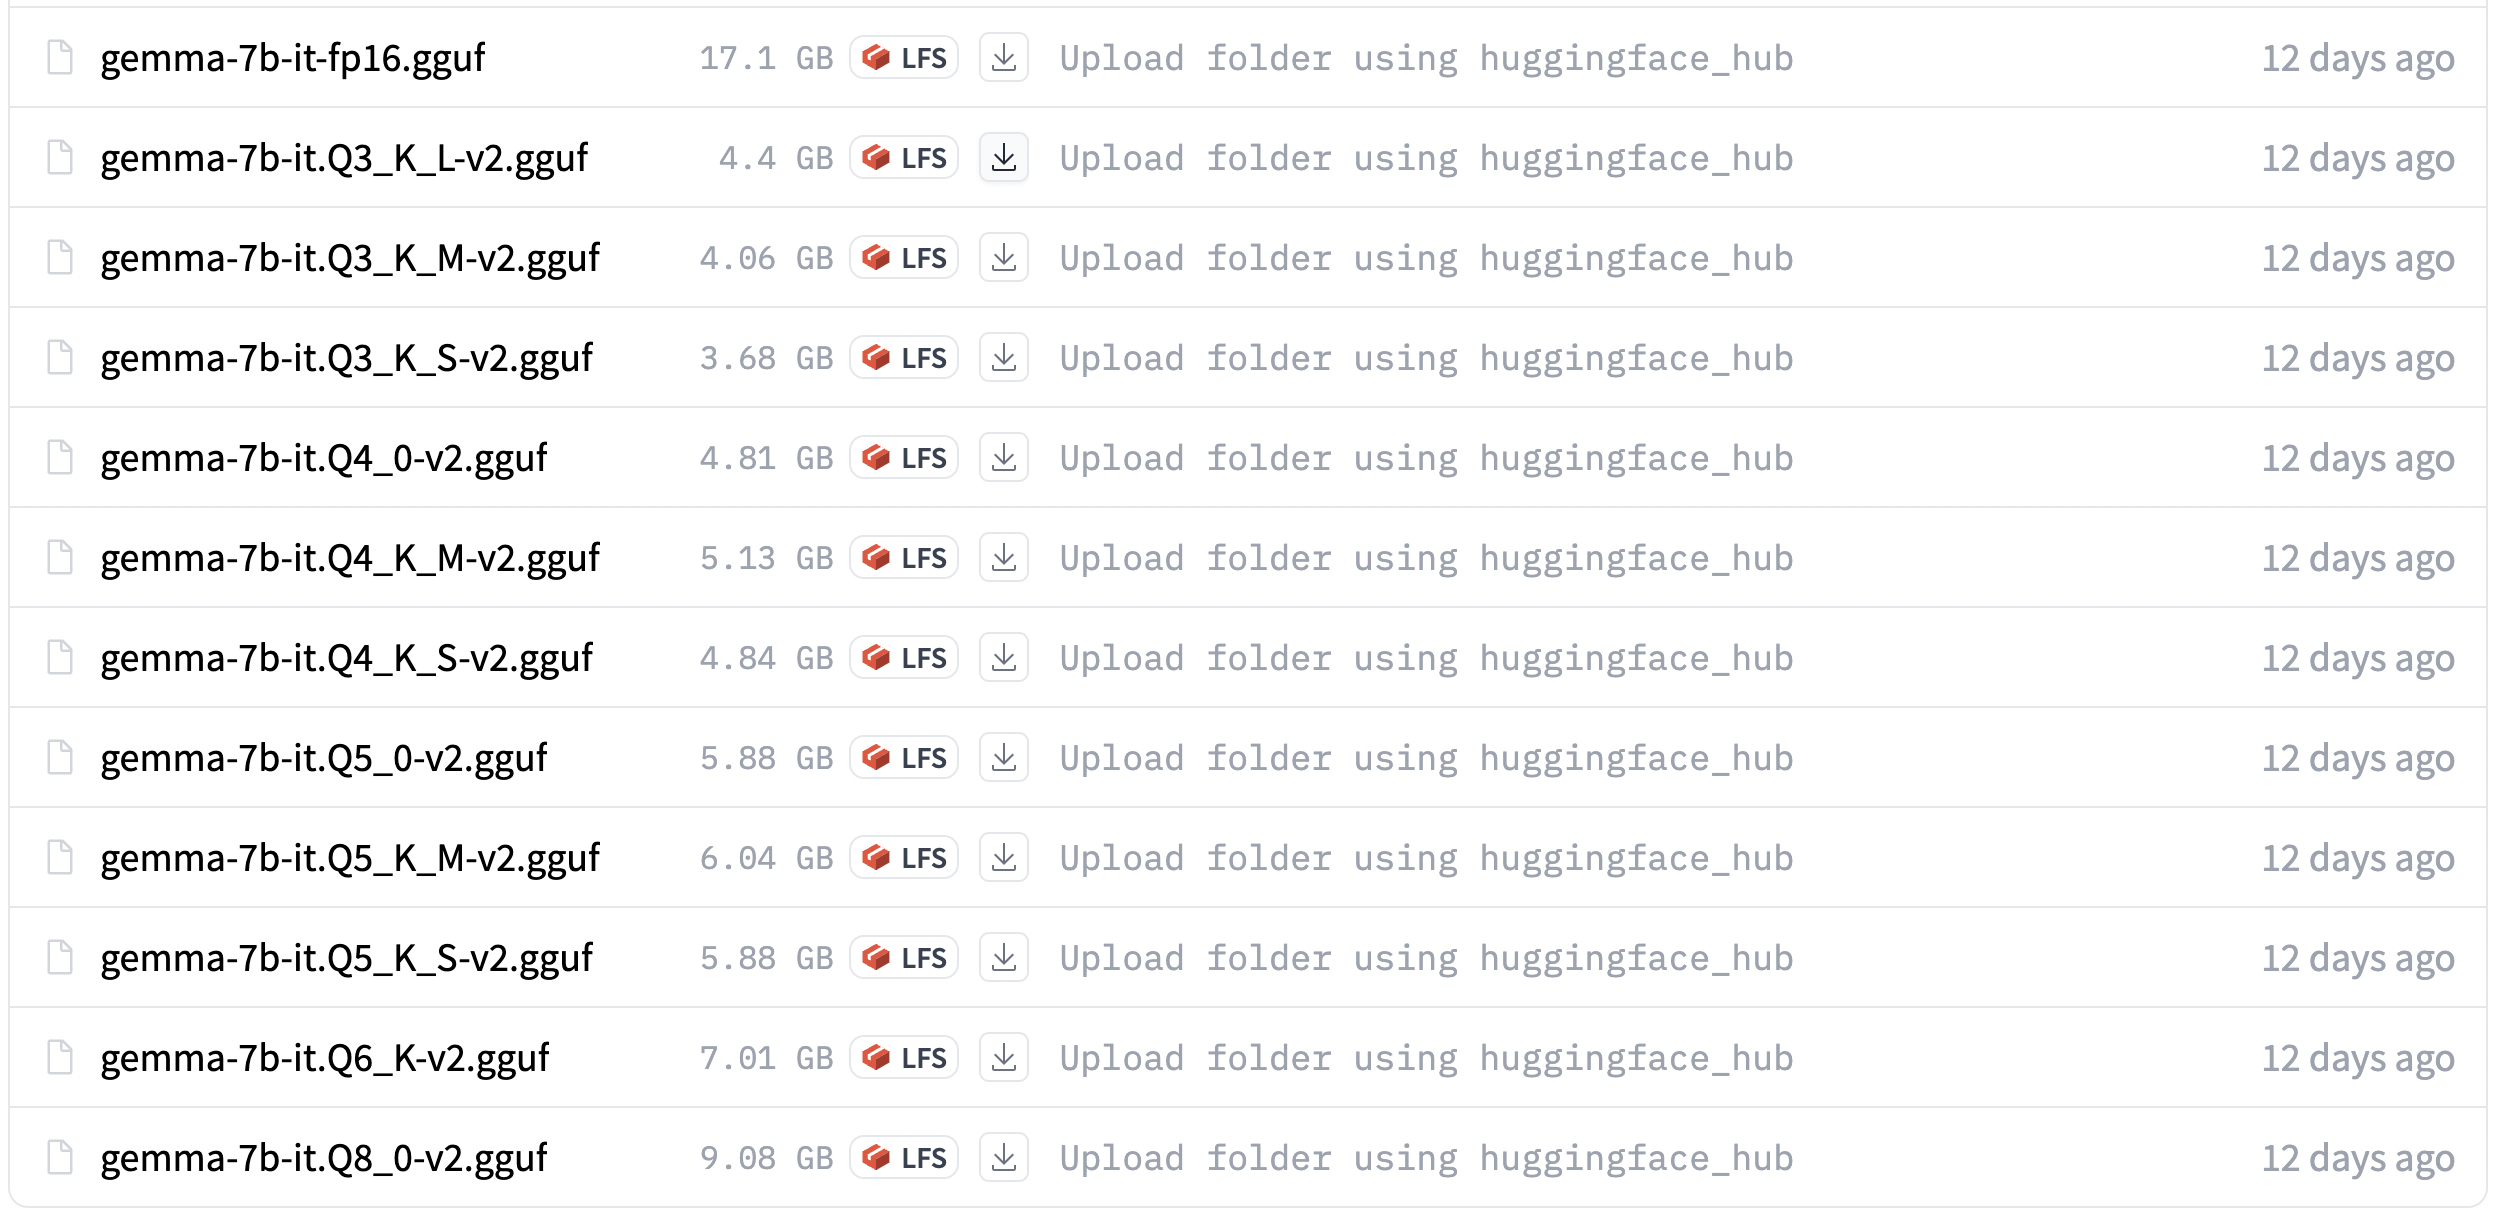 gemma-7b-it-fp16.gguf 17.1 GB LFS Upload folder using huggingface_hub 12 days ago
gemma-7b-it.Q3_K_L-v2.gguf 4.4 GB LFS Upload folder using huggingface_hub 12 days ago
gemma-7b-it.Q3_K_M-v2.gguf 4.06 GB LFS Upload folder using huggingface_hub 12 days ago
gemma-7b-it.Q3_K_S-v2.gguf 3.68 GB LFS Upload folder using huggingface_hub 12 days ago
gemma-7b-it.Q4_0-v2.gguf 4.81 GB LFS Upload folder using huggingface_hub 12 days ago
gemma-7b-it.Q4_K_M-v2.gguf 5.13 GB LFS Upload folder using huggingface_hub 12 days ago
gemma-7b-it.Q4_K_S-v2.gguf 4.84 GB LFS Upload folder using huggingface_hub 12 days ago
gemma-7b-it.Q5_0-v2.gguf 5.88 GB LFS Upload folder using huggingface_hub 12 days ago
gemma-7b-it.Q5_K_M-v2.gguf 6.04 GB LFS Upload folder using huggingface_hub 12 days ago
gemma-7b-it.Q5_K_S-v2.gguf 5.88 GB LFS Upload folder using huggingface_hub 12 days ago
gemma-7b-it.Q6_K-v2.gguf 7.01 GB LFS Upload folder using huggingface_hub 12 days ago
gemma-7b-it.Q8_0-v2.gguf 9.08 GB LFS Upload folder using huggingface_hub 12 days ago